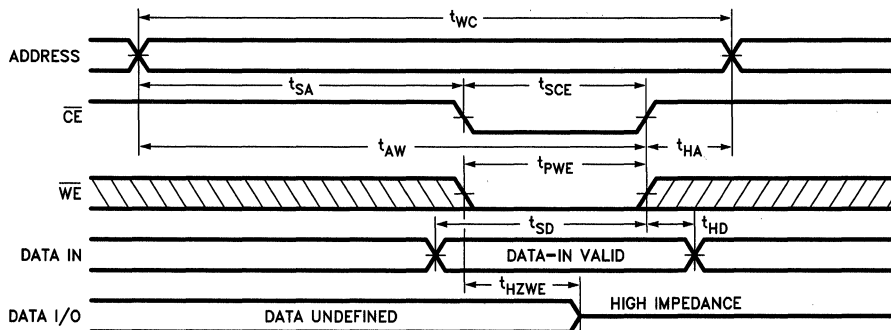 tWC
ADDRESS
tSA
tSCE
CE
tAW
tHA
tPWE
WE
tSD
tHD
DATA IN
DATA-IN VALID
tHZWE
DATA I/O
DATA UNDEFINED
HIGH IMPEDANCE